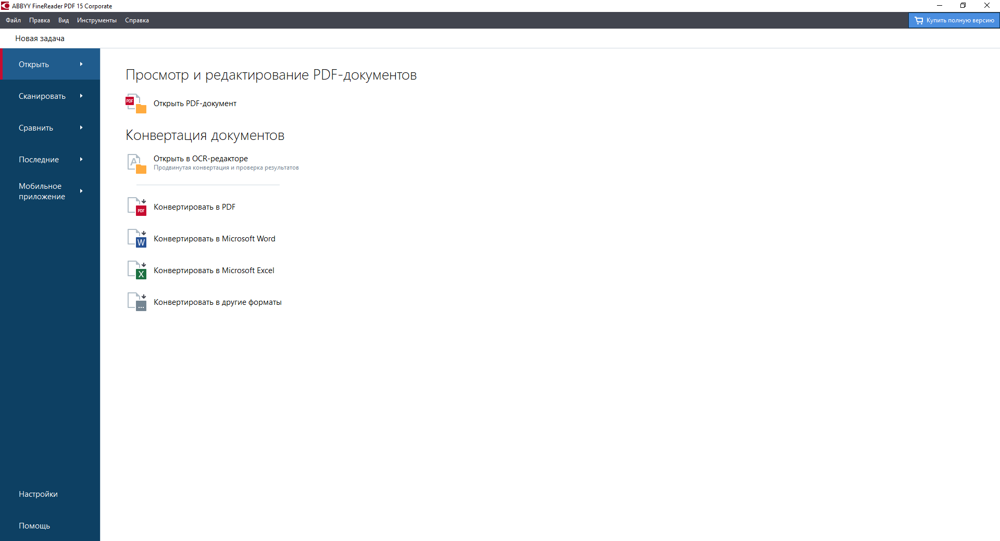 ABBYY FineReader PDF 15 Corporate
Файл Правка Вид Инструменты Справка
Купить полную версию
Новая задача
Открыть
Сканировать
Сравнить
Последние
Мобильное
приложение
Настройки
Помощь
Просмотр и редактирование PDF-документов
PDF
Открыть PDF-документ
Конвертация документов
A
Открыть в OCR-редакторе
Продвинутая конвертация и проверка результатов
PDF
Конвертировать в PDF
W
Конвертировать в Microsoft Word
X
Конвертировать в Microsoft Excel
...
Конвертировать в другие форматы